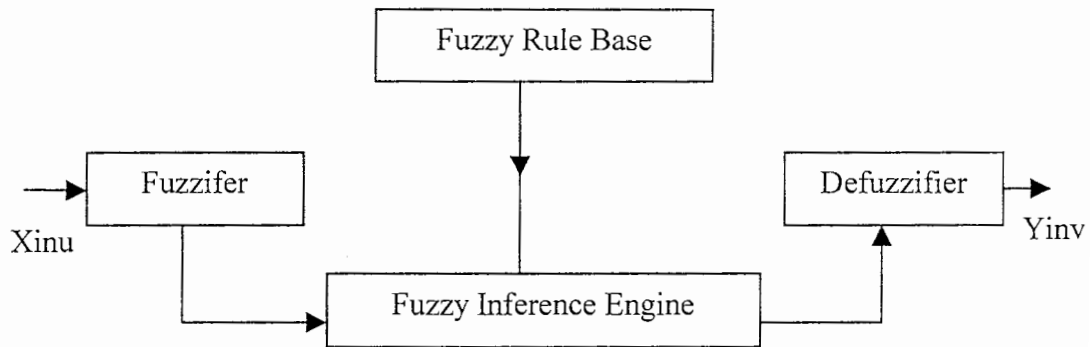 Fuzzy Rule Base
Fuzzifer
Defuzzifier
Xinu
Yinv
Fuzzy Inference Engine